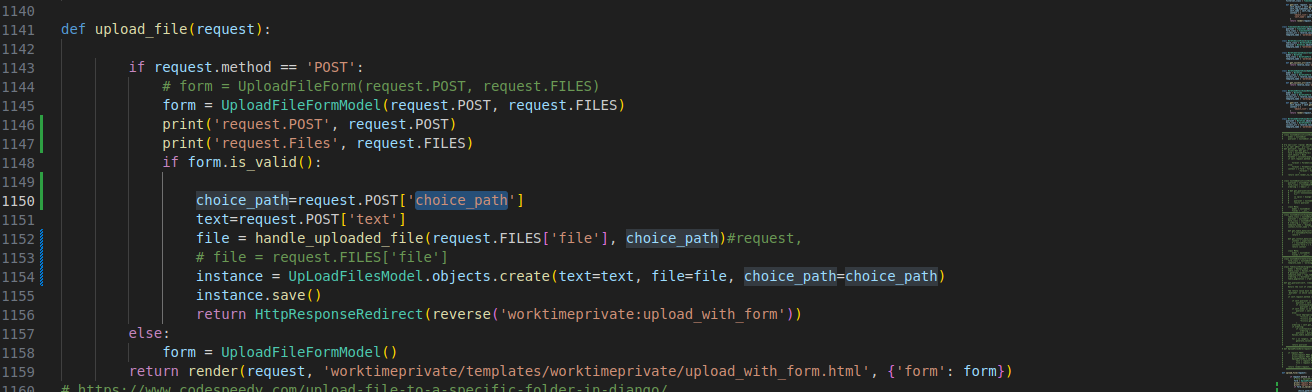 1140
1141 def upload_file(request):
1142
1143 if request.method == 'POST':
1144 # form = UploadFileForm(request.POST, request.FILES)
1145 form = UploadFileFormModel(request.POST, request.FILES)
1146 print('request.POST', request.POST)
1147 print('request.Files', request.FILES)
1148 if form.is_valid():
1149
1150 choice_path=request.POST['choice_path']
1151 text=request.POST['text']
1152 file = handle_uploaded_file(request.FILES['file'], choice_path)#request,
1153 # file = request.FILES['file']
1154 instance = UpLoadFilesModel.objects.create(text=text, file=file, choice_path=choice_path)
1155 instance.save()
1156 return HttpResponseRedirect(reverse('worktimeprivate:upload_with_form'))
1157 else:
1158 form = UploadFileFormModel()
1159 return render(request, 'worktimeprivate/templates/worktimeprivate/upload_with_form.html', {'form': form})
1160 # https://www.codespeedy.com/upload-file-to-a-specific-folder-in-django/